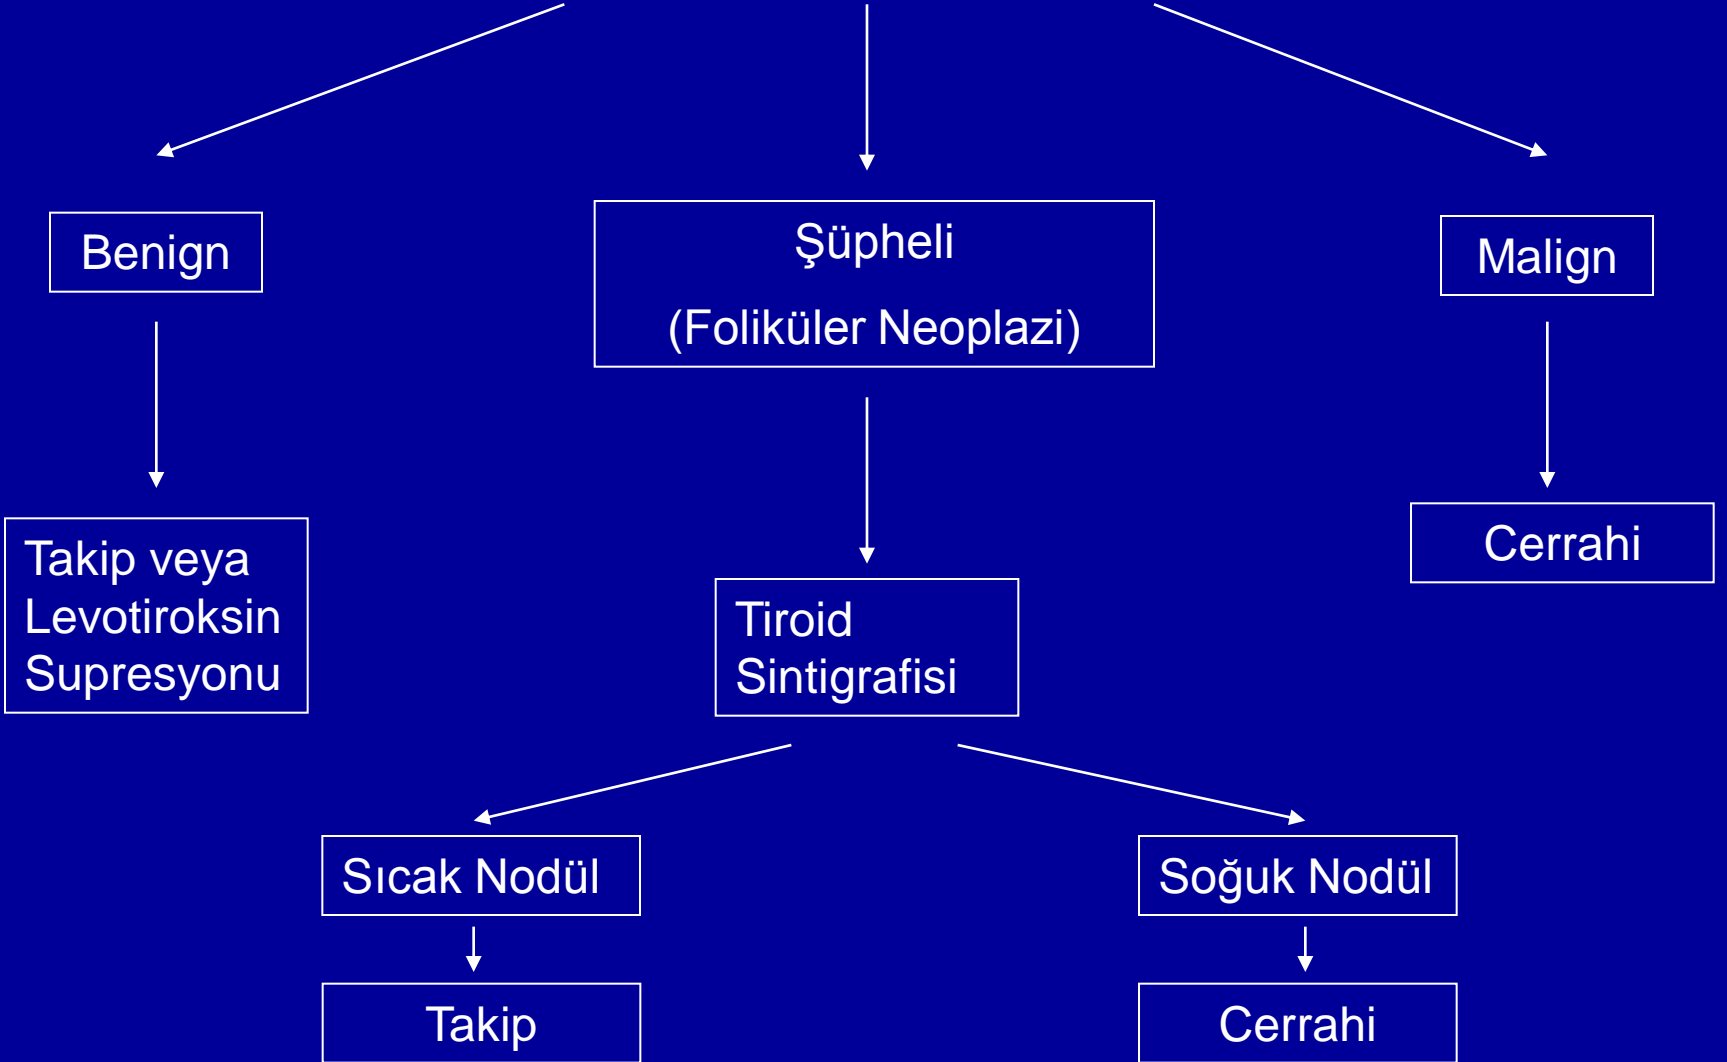 Benign
Şüpheli
(Foliküler Neoplazi)
Malign
Takip veya
Levotiroksin
Supresyonu
Cerrahi
Tiroid
Sintigrafisi
Sıcak Nodül
Soğuk Nodül
Takip
Cerrahi